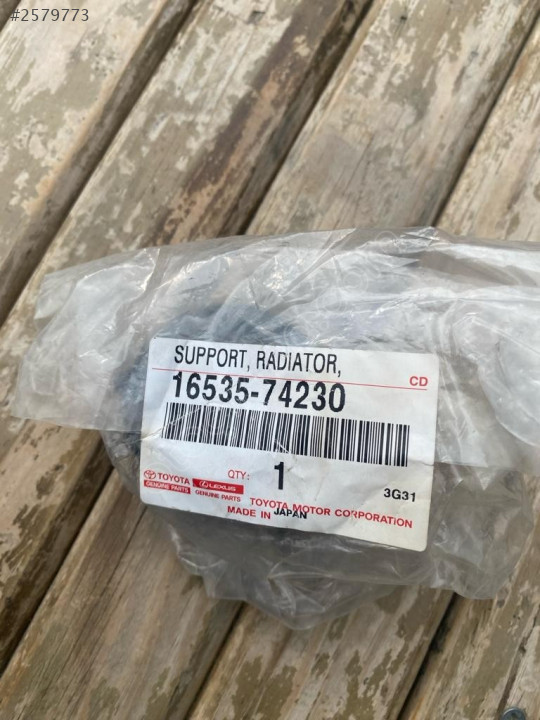 #2579773
SUPPORT, RADIATOR,
CD
16535-74230
QTY: 1
3G31
TOYOTA LEXUS
GENUINE PARTS GENUINE PARTS
TOYOTA MOTOR CORPORATION
MADE IN JAPAN